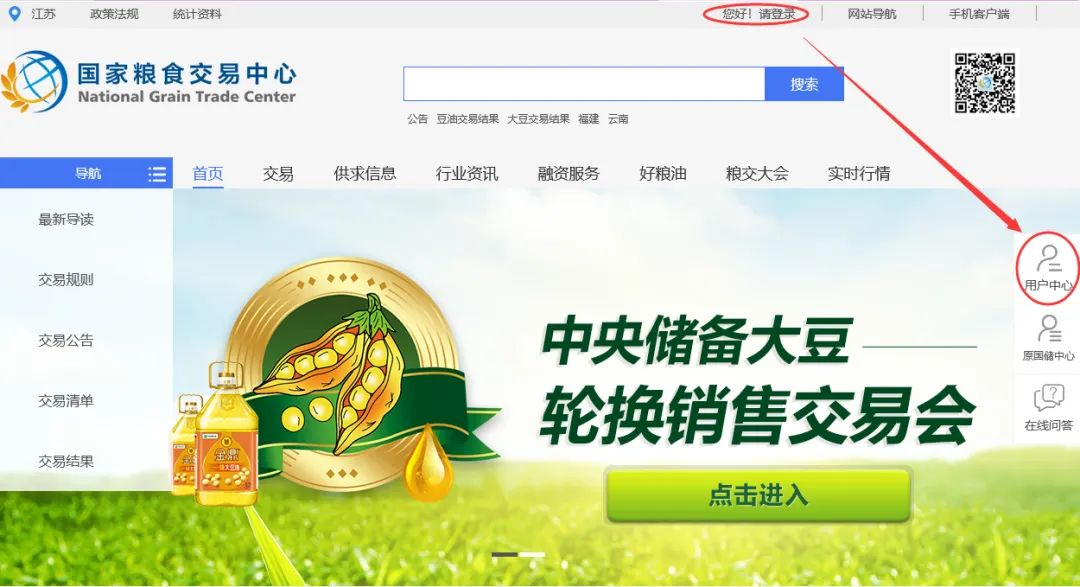 江苏 政策法规 统计资料 您好！请登录 网站导航 手机客户端
国家粮食交易中心
National Grain Trade Center
搜索
公告 豆油交易结果 大豆交易结果 福建 云南
导航 首页 交易 供求信息 行业资讯 融资服务 好粮油 粮交大会 实时行情
最新导读
交易规则
交易公告
交易清单
交易结果
中央储备大豆
轮换销售交易会
点击进入
金鼎
一级大豆油
用户中心
原国储中心
在线问答